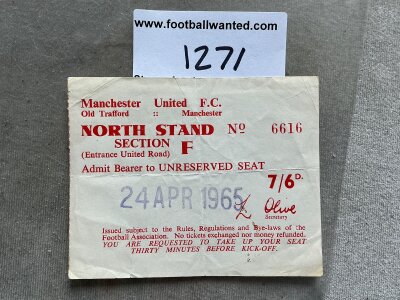 www.footballwanted.com
1271
Manchester United F.C.
Old Trafford :: Manchester
NORTH STAND Nº 6616
SECTION F
(Entrance United Road)
Admit Bearer to UNRESERVED SEAT
7/6D.
24 APR 1965
L. Olive
Secretary
Issued subject to the Rules, Regulations and Bye-laws of the
Football Association. No tickets exchanged nor money refunded.
YOU ARE REQUESTED TO TAKE UP YOUR SEAT
THIRTY MINUTES BEFORE KICK-OFF.